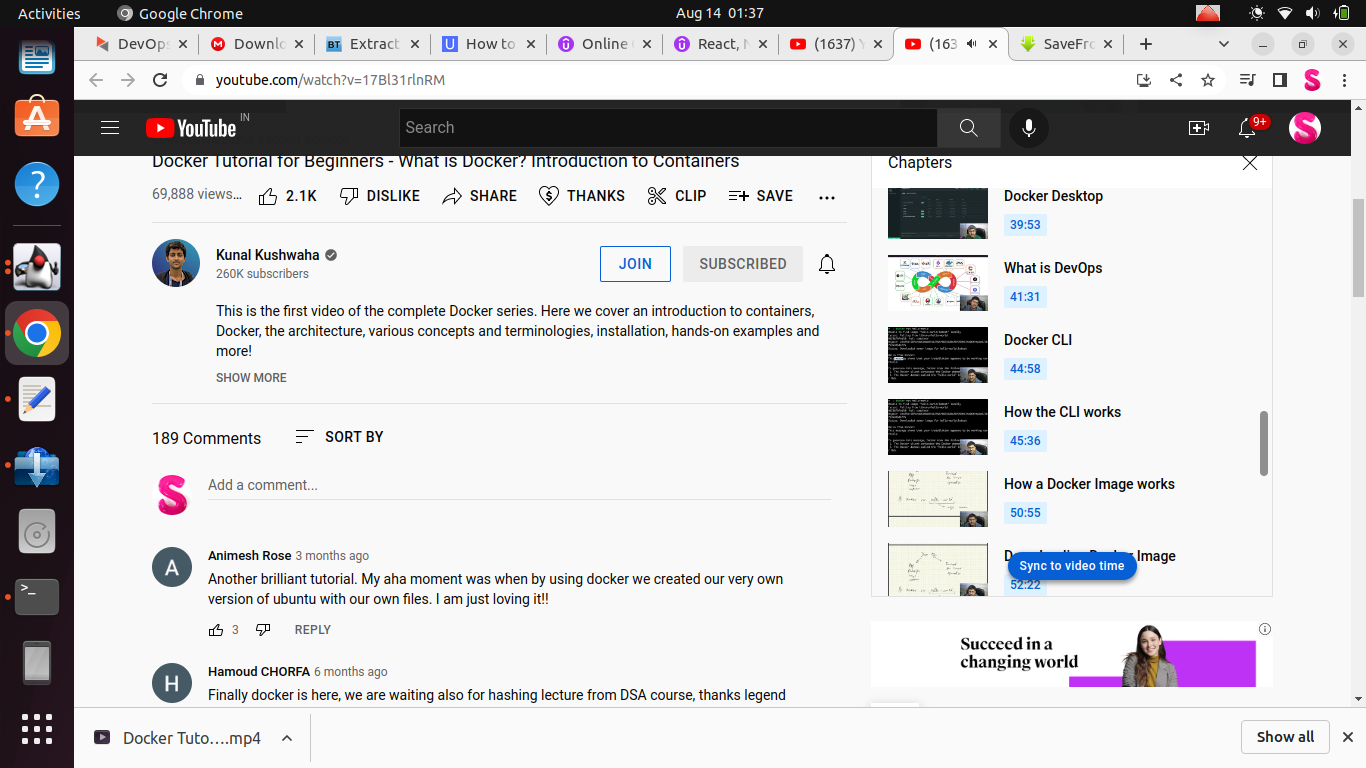 Activities
Google Chrome
Aug 14 01:37
DevOps
Downlo
BT
Extract
U
How to
Online
React, N
(1637) Y
(163
SaveFro
youtube.com/watch?v=17Bl31rlnRM
YouTube IN
Search
9+
Docker Tutorial for Beginners - What is Docker? Introduction to Containers
69,888 views...
2.1K
DISLIKE
SHARE
THANKS
CLIP
SAVE
Kunal Kushwaha
260K subscribers
JOIN
SUBSCRIBED
This is the first video of the complete Docker series. Here we cover an introduction to containers,
Docker, the architecture, various concepts and terminologies, installation, hands-on examples and
more!
SHOW MORE
189 Comments
SORT BY
Add a comment...
Animesh Rose 3 months ago
A
Another brilliant tutorial. My aha moment was when by using docker we created our very own
version of ubuntu with our own files. I am just loving it!!
3
REPLY
Hamoud CHORFA 6 months ago
H
Finally docker is here, we are waiting also for hashing lecture from DSA course, thanks legend
Chapters
Docker Desktop
39:53
What is DevOps
41:31
Docker CLI
44:58
How the CLI works
45:36
How a Docker Image works
50:55
Image
Sync to video time
52:22
Succeed in a
changing world
Docker Tuto....mp4
Show all